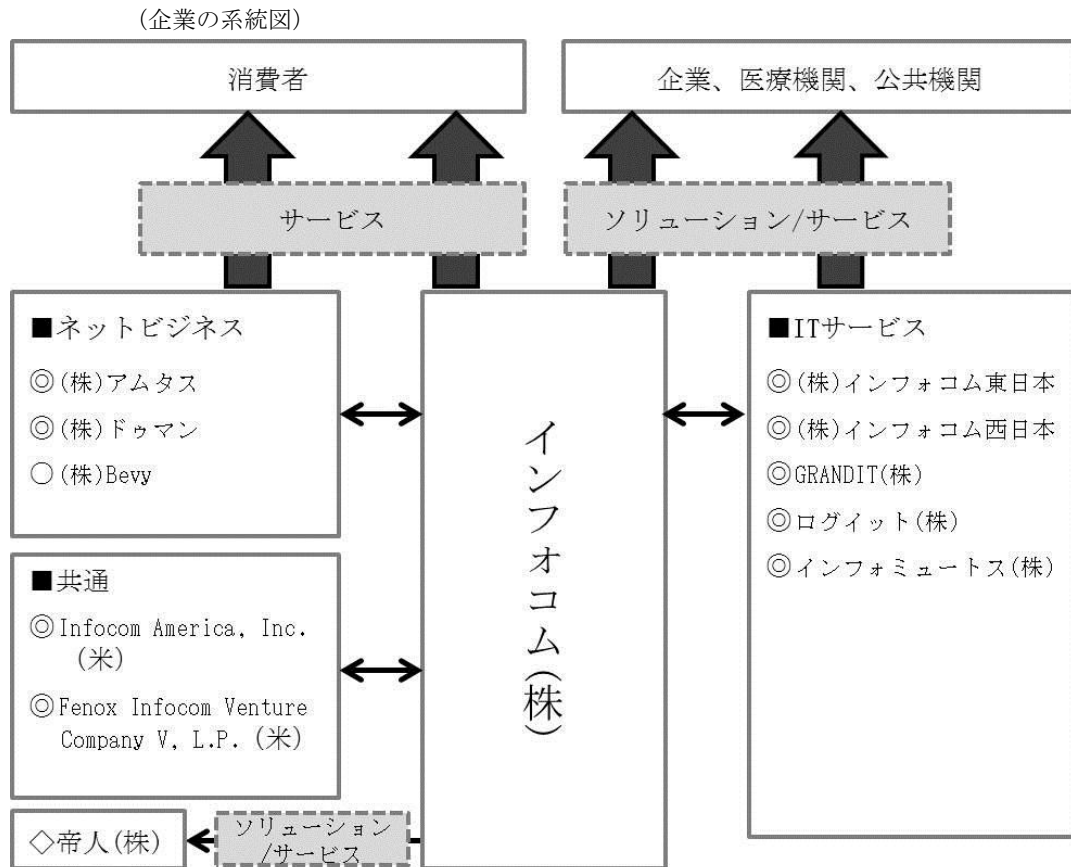 (企業の系統図)
消費者
企業、医療機関、公共機関
サービス
ソリューション/サービス
■ネットビジネス
◎(株)アムタス
◎(株)ドゥマン
○(株)Bevy
■共通
◎Infocom America, Inc.
(米)
◎Fenox Infocom Venture
Company V, L.P. (米)
◇帝人(株)
ソリューション
/サービス
インフォコム(株)
■ITサービス
◎(株)インフォコム東日本
◎(株)インフォコム西日本
◎GRANDIT(株)
◎ログイット(株)
◎インフォミュートス(株)